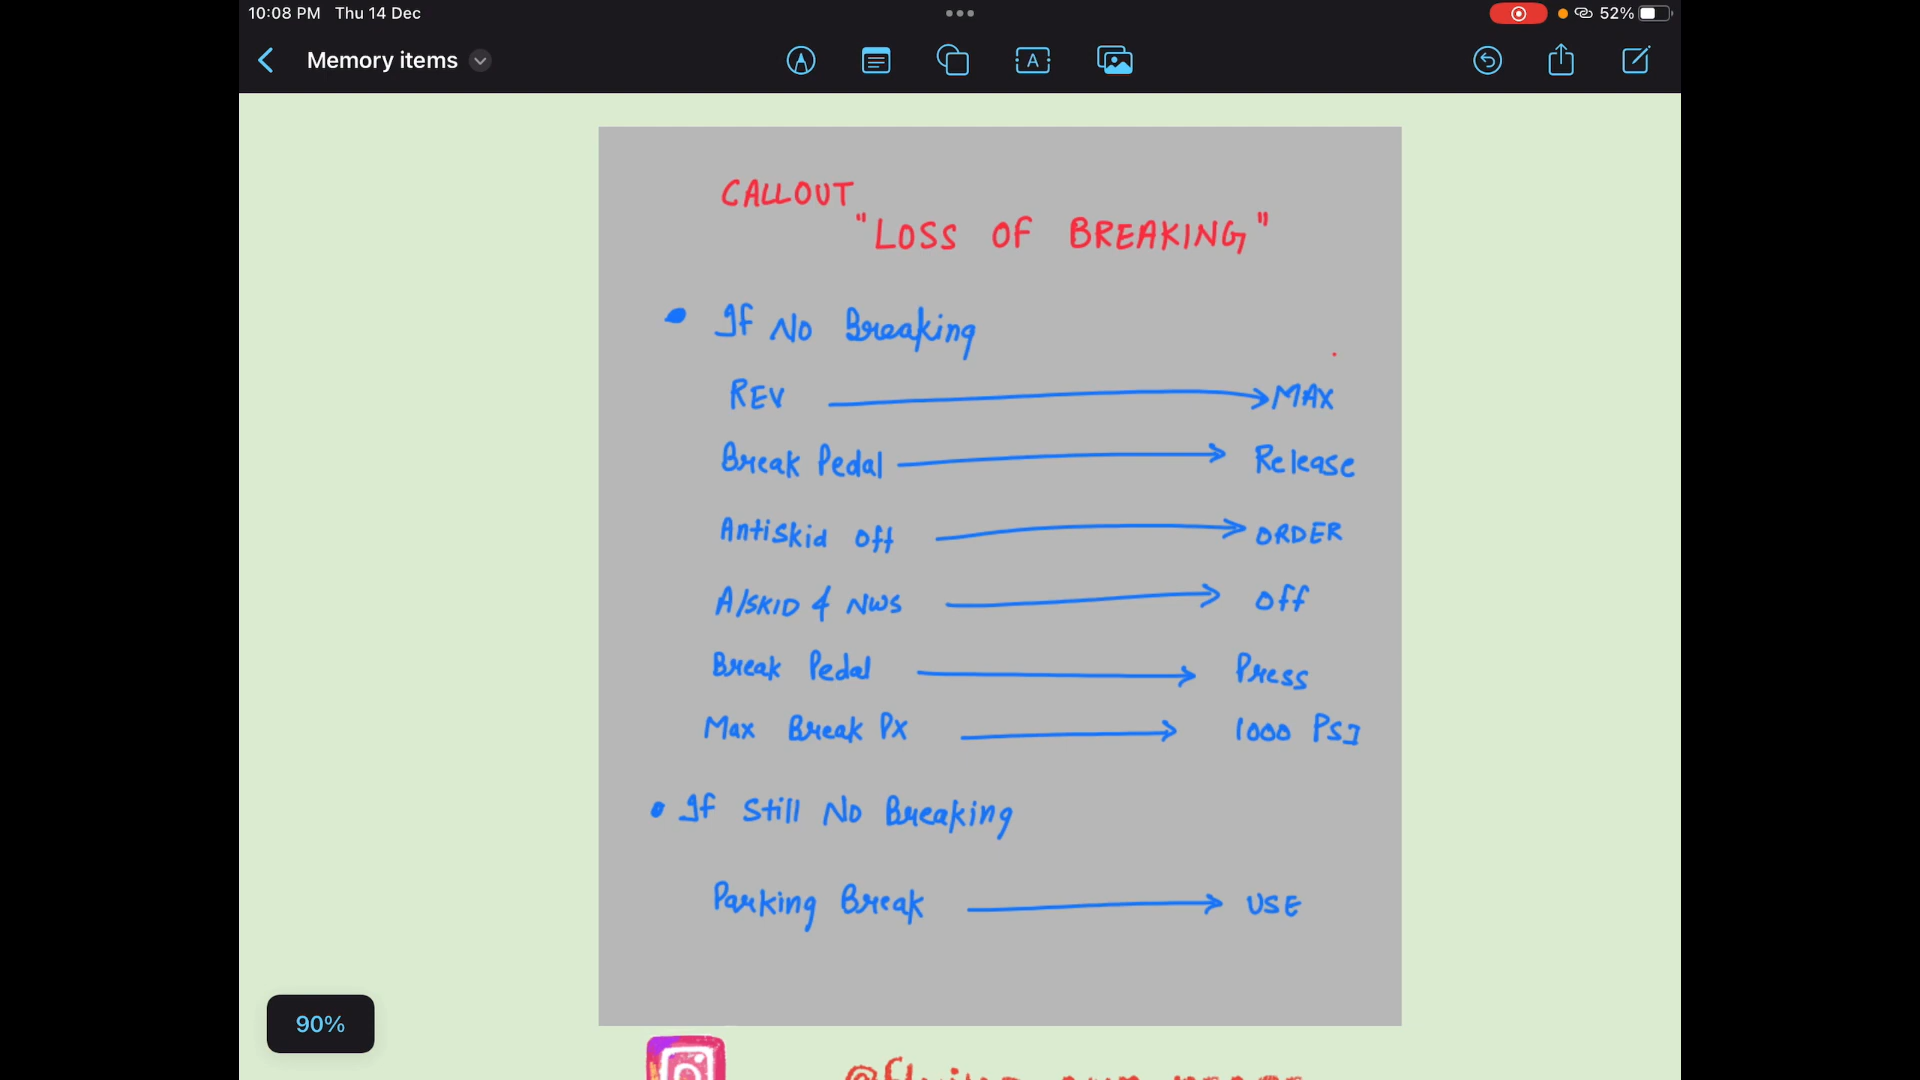 10:08 PM Thu 14 Dec
52%
Memory items
A
CALLOUT
"LOSS OF BREAKING"
• If No Breaking
REV → MAX
Break Pedal → Release
Antiskid Off → ORDER
A/SKID & NWS → Off
Break Pedal → Press
Max Break PX → 1000 PSI
• If Still No Breaking
Parking Break → USE
90%